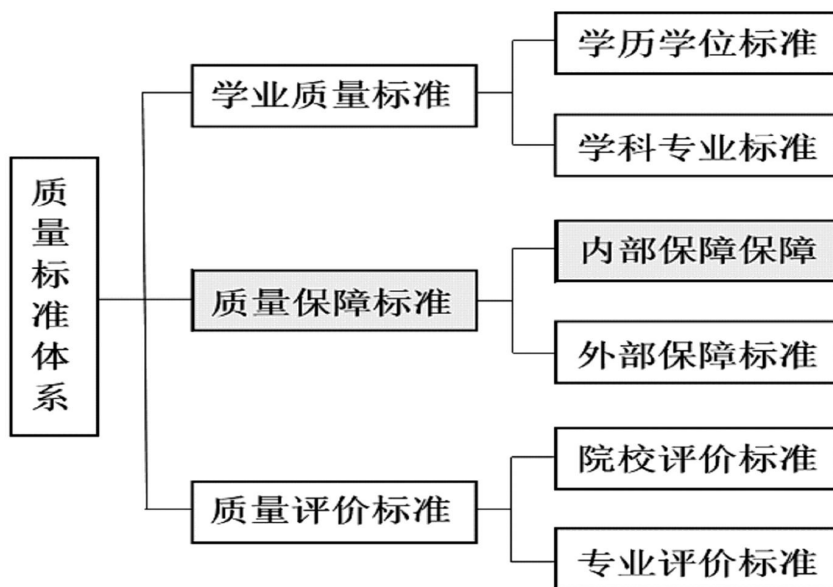 质量标准体系
学业质量标准
学历学位标准
学科专业标准
质量保障标准
内部保障保障
外部保障标准
质量评价标准
院校评价标准
专业评价标准